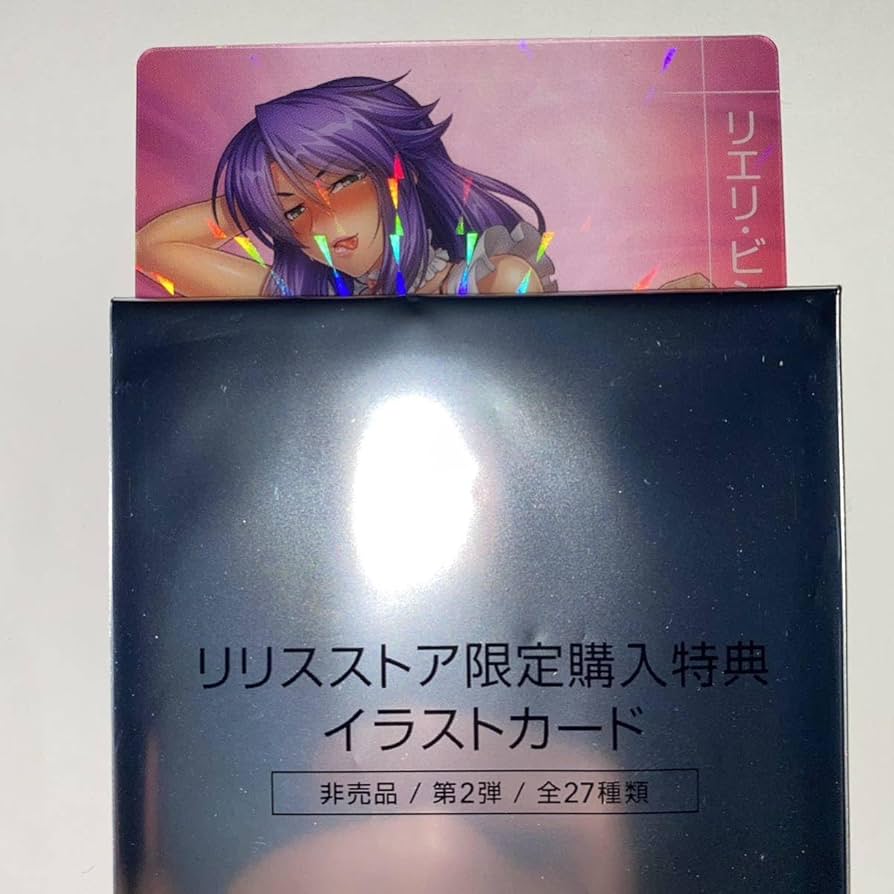 リエリ・ビ
リリスストア限定購入特典
イラストカード
非売品 / 第2弾 / 全27種類